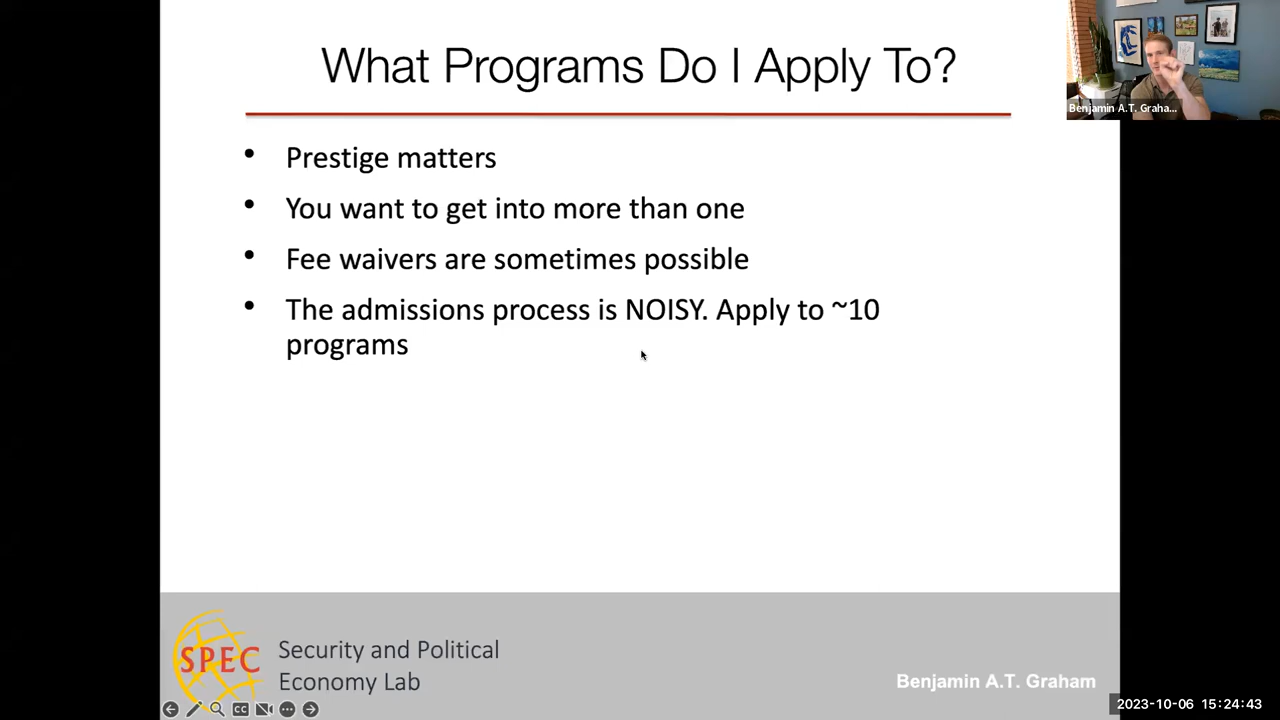 What Programs Do I Apply To?
Benjamin A.T. Graha...
• Prestige matters
• You want to get into more than one
• Fee waivers are sometimes possible
• The admissions process is NOISY. Apply to ~10
programs
SPEC
Security and Political
Economy Lab
Benjamin A.T. Graham
CC
2023-10-06 15:24:43